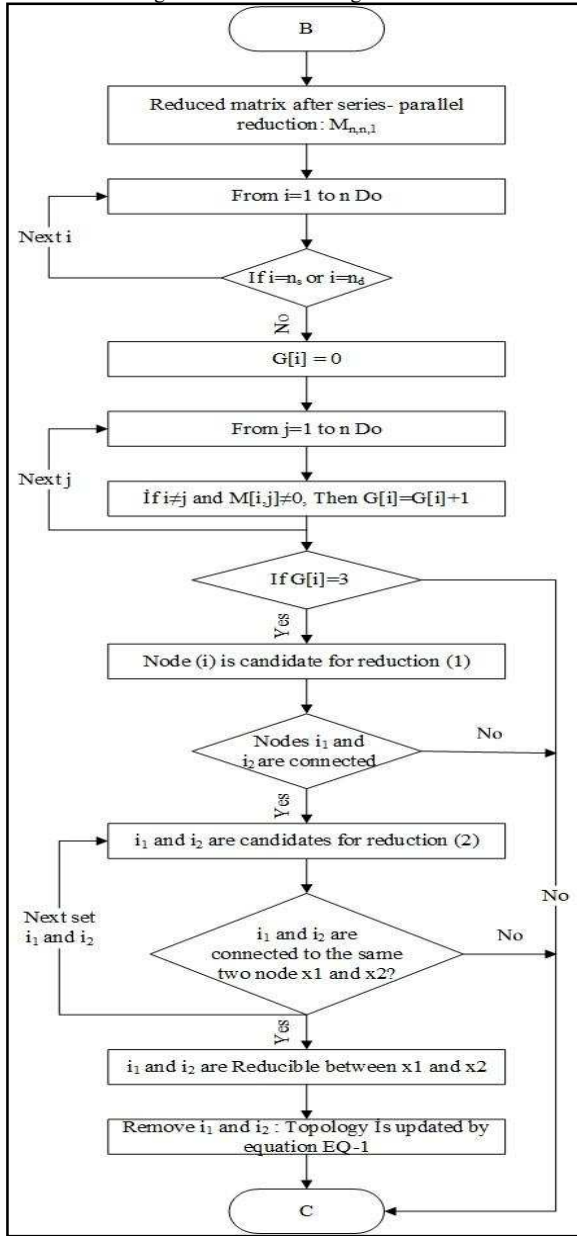 B
Reduced matrix after series- parallel
reduction: Mn,n,1
From i=1 to n Do
Next i
If i=ns or i=nd
No
G[i] = 0
From j=1 to n Do
Next j
İf i≠j and M[i,j]≠0, Then G[i]=G[i]+1
If G[i]=3
Yes
Node (i) is candidate for reduction (1)
Nodes i1 and
i2 are connected
No
Yes
i1 and i2 are candidates for reduction (2)
No
Next set
i1 and i2
i1 and i2 are
connected to the same
two node x1 and x2?
No
Yes
i1 and i2 are Reducible between x1 and x2
Remove i1 and i2 : Topology İs updated by
equation EQ-1
C